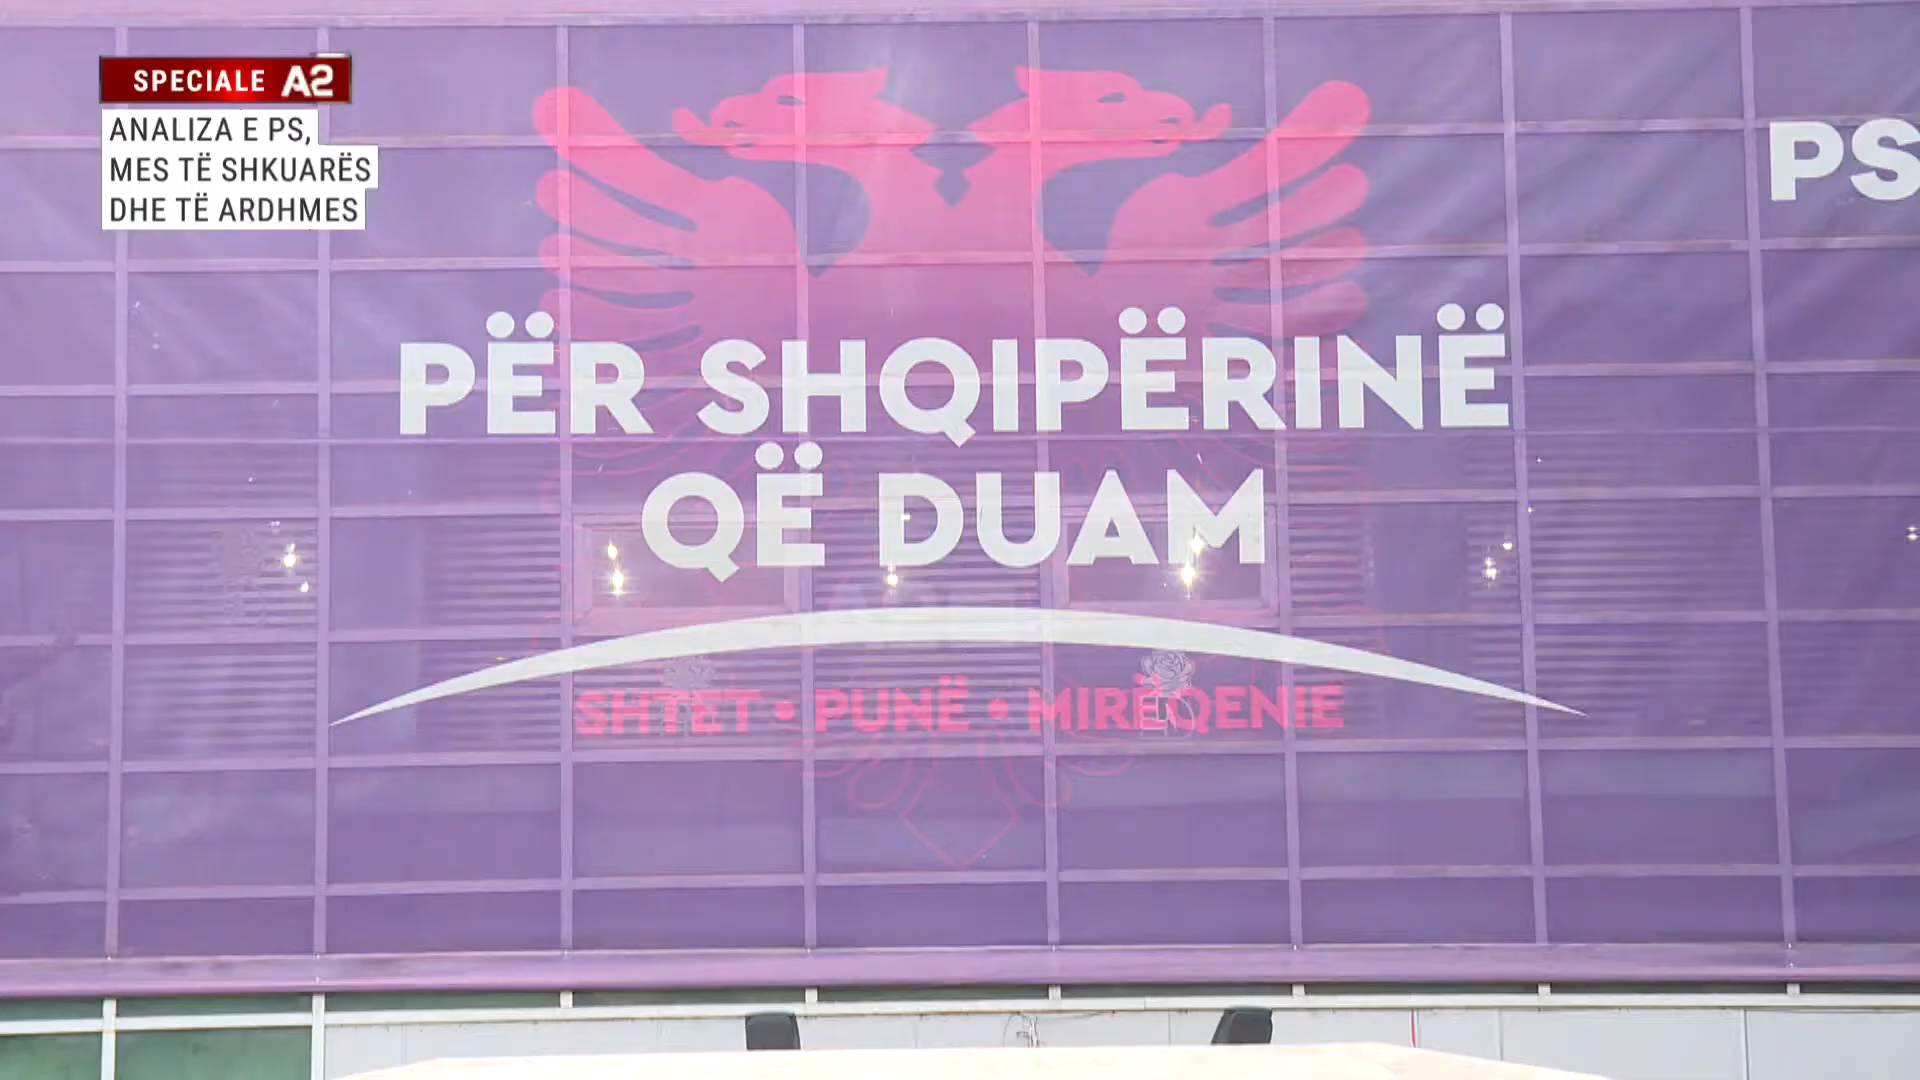 SPECIALE A2
ANALIZA E PS,
MES TË SHKUARËS
DHE TË ARDHMES
PS
PËR SHQIPËRINË
QË DUAM
SHTET • PUNË • MIRËQENIE